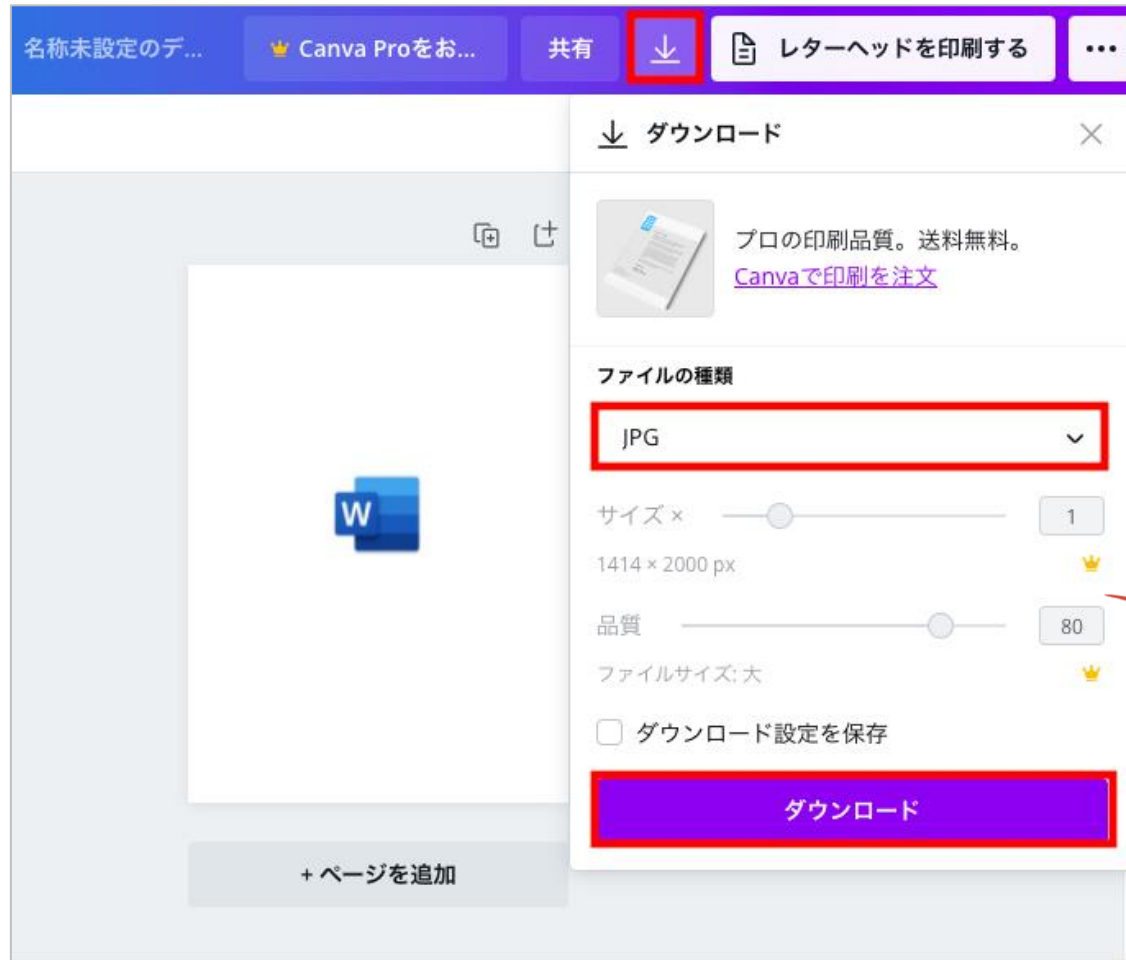 名称未設定のデ...
Canva Proをお...
共有
レターヘッドを印刷する
ダウンロード
プロの印刷品質。送料無料。
Canvaで印刷を注文
ファイルの種類
JPG
サイズ × 1
1414 × 2000 px
W
品質 80
ファイルサイズ: 大
ダウンロード設定を保存
ダウンロード
+ ページを追加